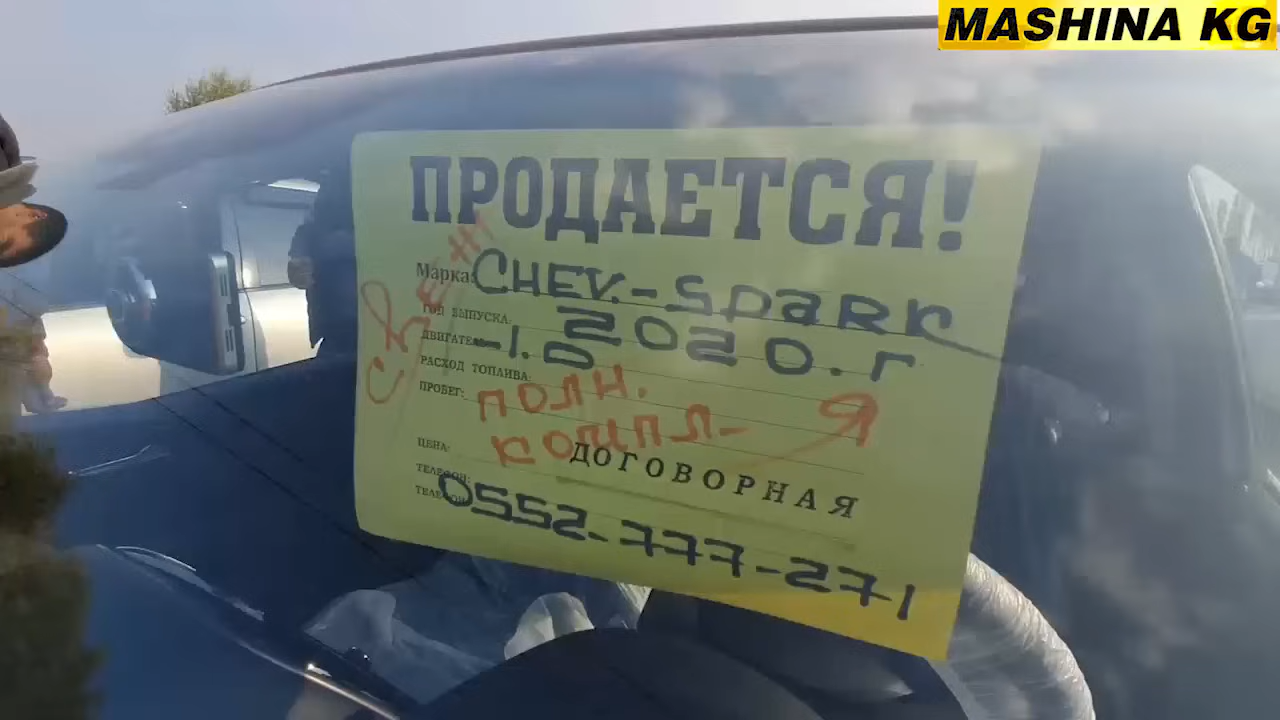 MASHINA KG
ПРОДАЕТСЯ!
Марка: CHEV.-SPARK
ГОД ВЫПУСКА: 2020.г
ДВИГАТЕЛЬ -1.0
РАСХОД ТОПЛИВА:
ПРОБЕГ: ПОЛН.
КОМПЛ-Я
ЦЕНА: ДОГОВОРНАЯ
ТЕЛЕФОН:
ТЕЛЕФОН 0552-777-271